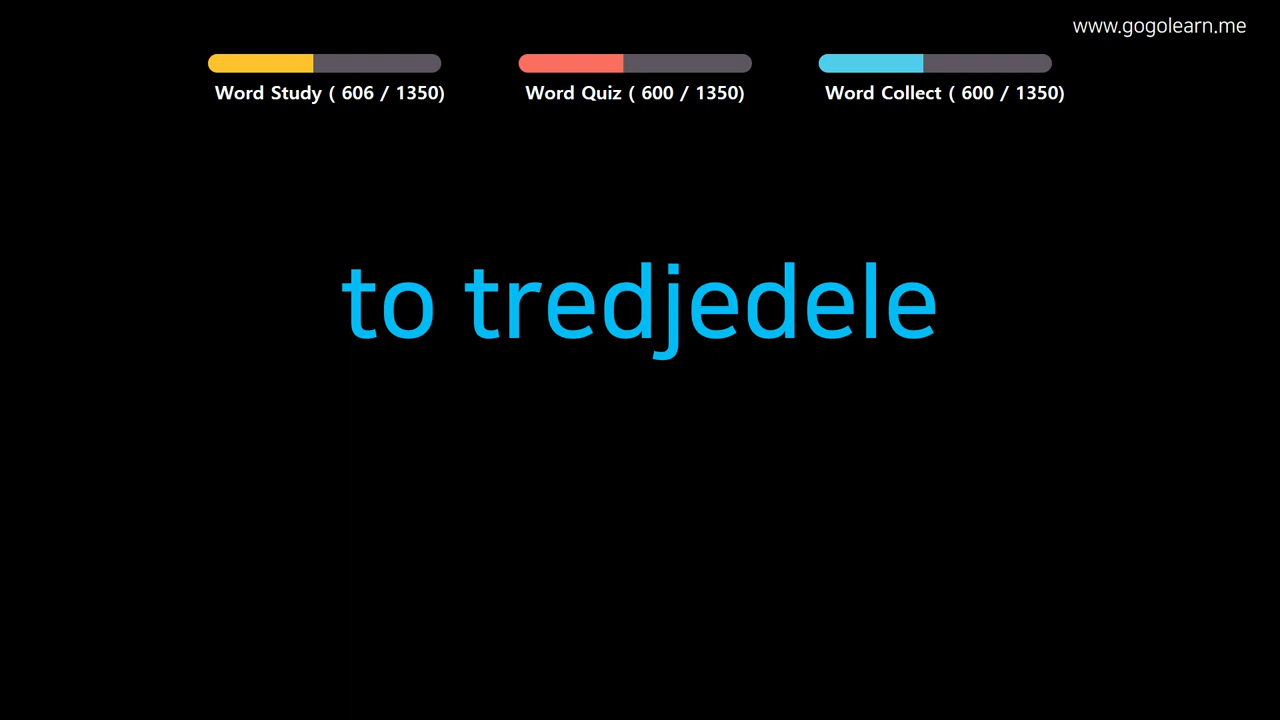 www.gogolearn.me
Word Study ( 606 / 1350)
Word Quiz ( 600 / 1350)
Word Collect ( 600 / 1350)
to tredjedele